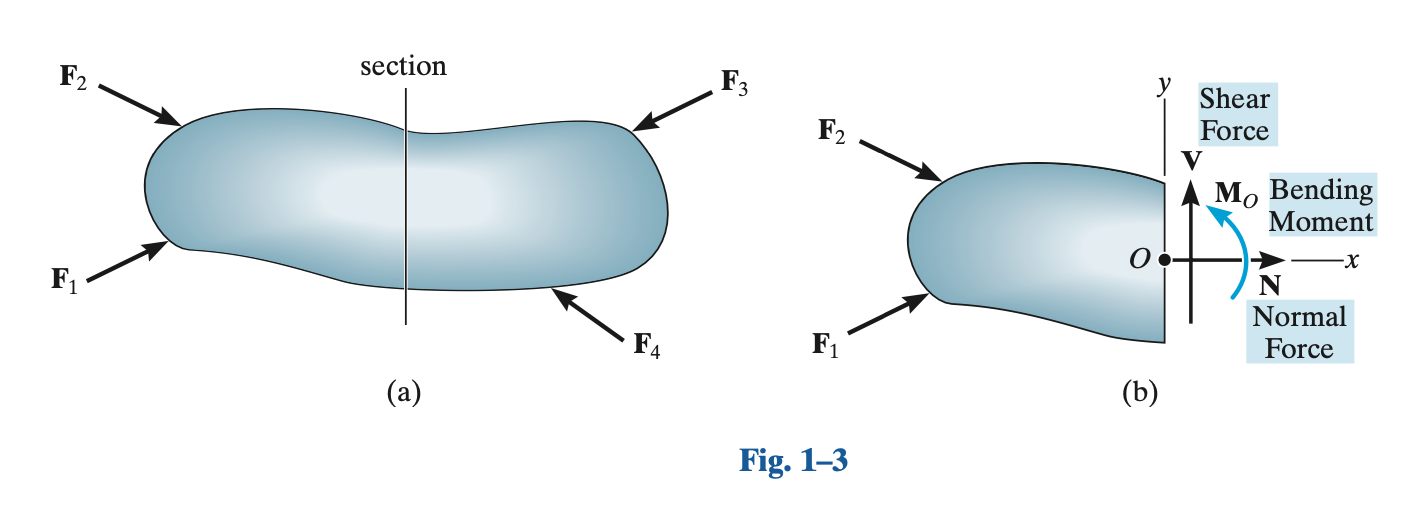 section
F2
F3
F1
F4
(a)
y
Shear
Force
F2
V
MO
Bending
Moment
O
x
N
F1
Normal
Force
(b)
Fig. 1–3